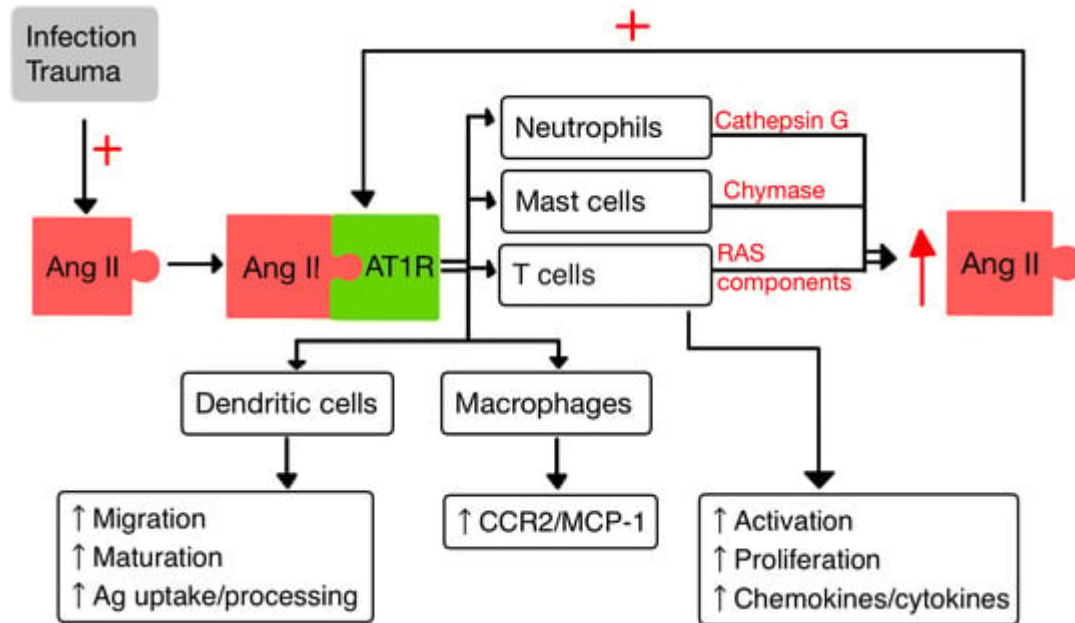 Infection
Trauma
+
+
Ang II
Ang II
AT1R
Neutrophils
Cathepsin G
Mast cells
Chymase
T cells
RAS
components
Ang II
Dendritic cells
Macrophages
↑ Migration
↑ Maturation
↑ Ag uptake/processing
↑ CCR2/MCP-1
↑ Activation
↑ Proliferation
↑ Chemokines/cytokines